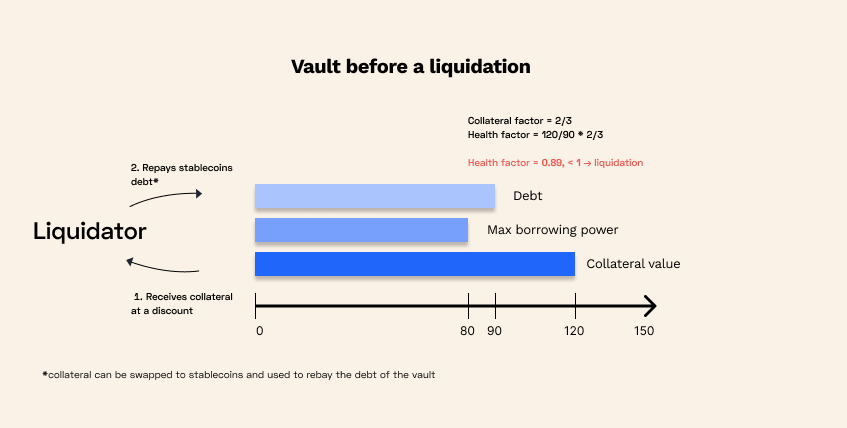 Vault before a liquidation
Collateral factor = 2/3
Health factor = 120/90 * 2/3
Health factor = 0.89, < 1 → liquidation
2. Repays stablecoins
debt*
Debt
Liquidator
Max borrowing power
Collateral value
1. Receives collateral
at a discount
0 80 90 120 150
*collateral can be swapped to stablecoins and used to rebay the debt of the vault